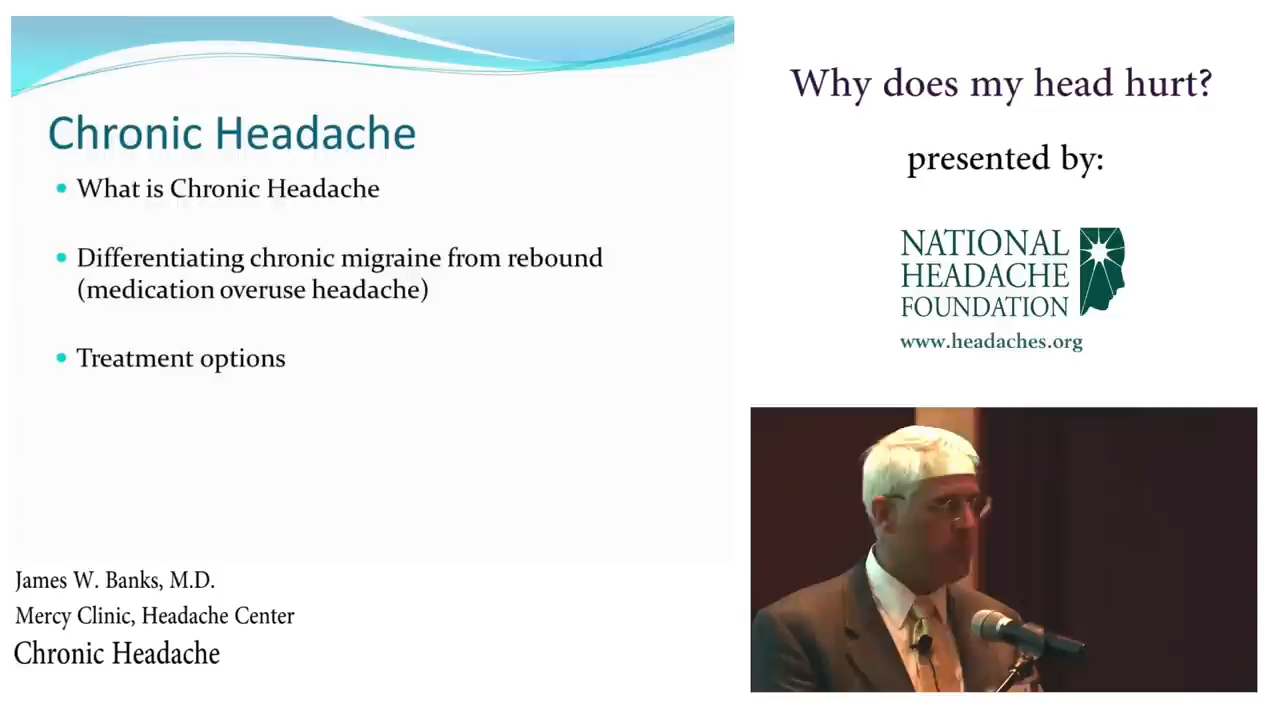 Chronic Headache
What is Chronic Headache
Differentiating chronic migraine from rebound
(medication overuse headache)
Treatment options
James W. Banks, M.D.
Mercy Clinic, Headache Center
Chronic Headache
Why does my head hurt?
presented by:
NATIONAL
HEADACHE
FOUNDATION
www.headaches.org